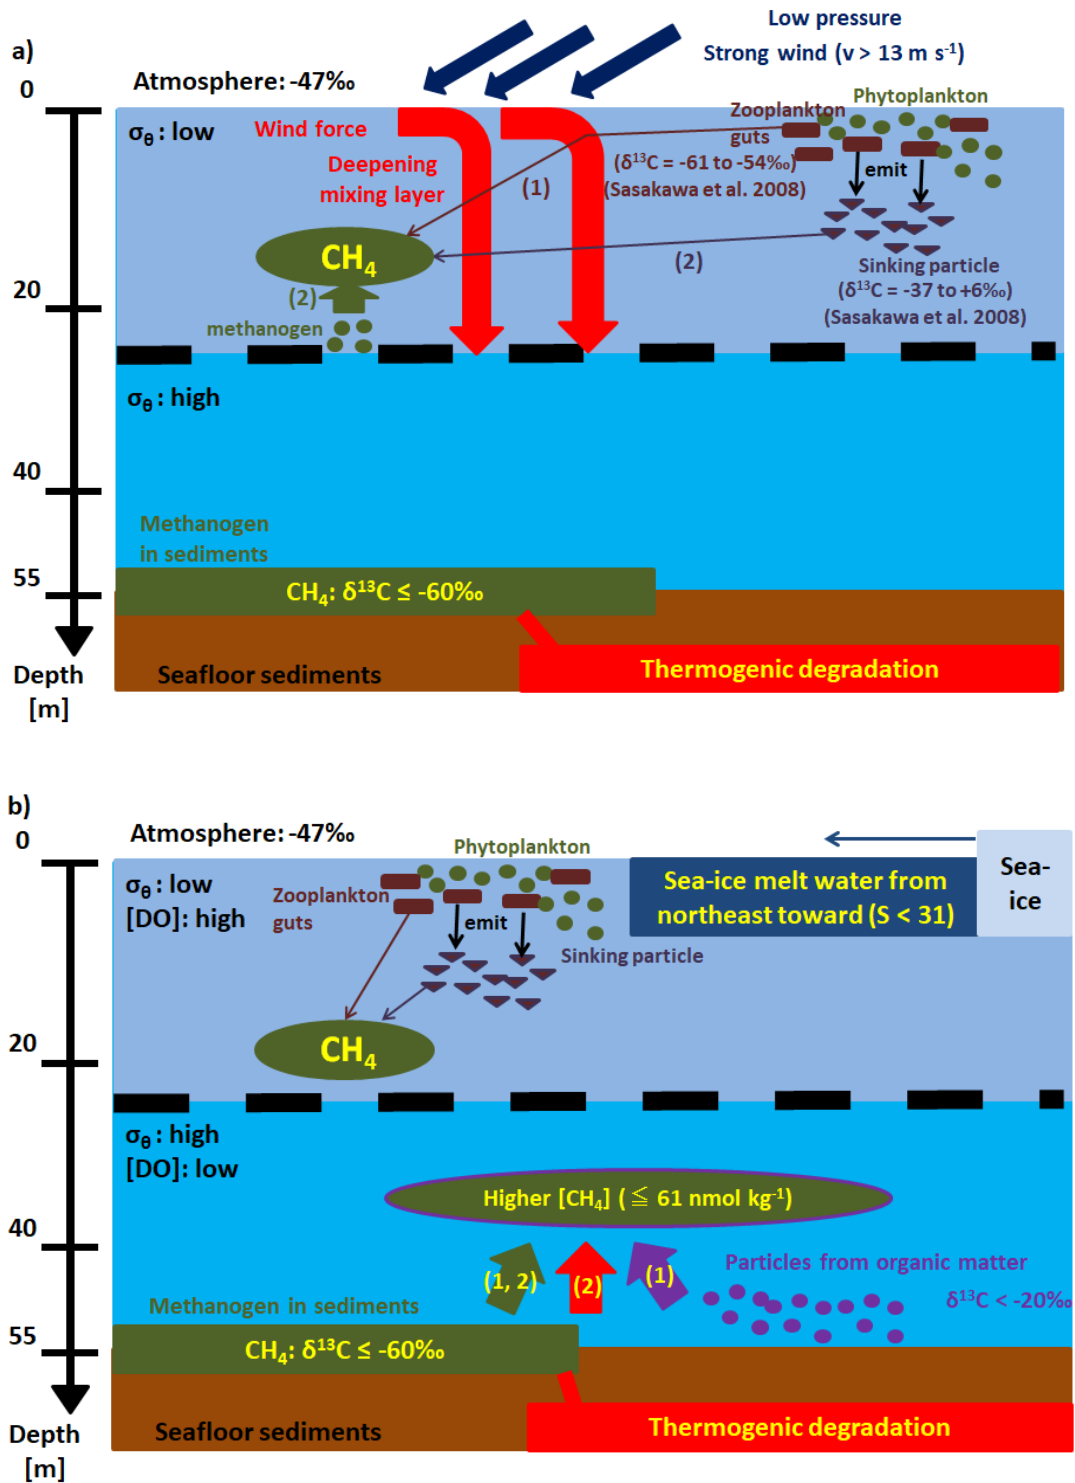 a)
Low pressure
Strong wind (v > 13 m s⁻¹)
0
Atmosphere: -47‰
Phytoplankton
σθ : low
Wind force
Zooplankton
guts
Deepening
mixing layer
(δ¹³C = -61 to -54‰)
(Sasakawa et al. 2008)
emit
(1)
CH₄
(2)
(2)
Sinking particle
(δ¹³C = -37 to +6‰)
(Sasakawa et al. 2008)
20
methanogen
σθ : high
40
Methanogen
in sediments
55
CH₄: δ¹³C ≤ -60‰
Seafloor sediments
Thermogenic degradation
Depth
[m]
b)
0
Atmosphere: -47‰
Phytoplankton
σθ : low
[DO]: high
Zooplankton
guts
emit
Sinking particle
Sea-ice melt water from
northeast toward (S < 31)
Sea-
ice
CH₄
20
σθ : high
[DO]: low
Higher [CH₄] ( ≦ 61 nmol kg⁻¹)
40
(1, 2)
(2)
(1)
Particles from organic matter
δ¹³C < -20‰
Methanogen in sediments
55
CH₄: δ¹³C ≤ -60‰
Seafloor sediments
Thermogenic degradation
Depth
[m]